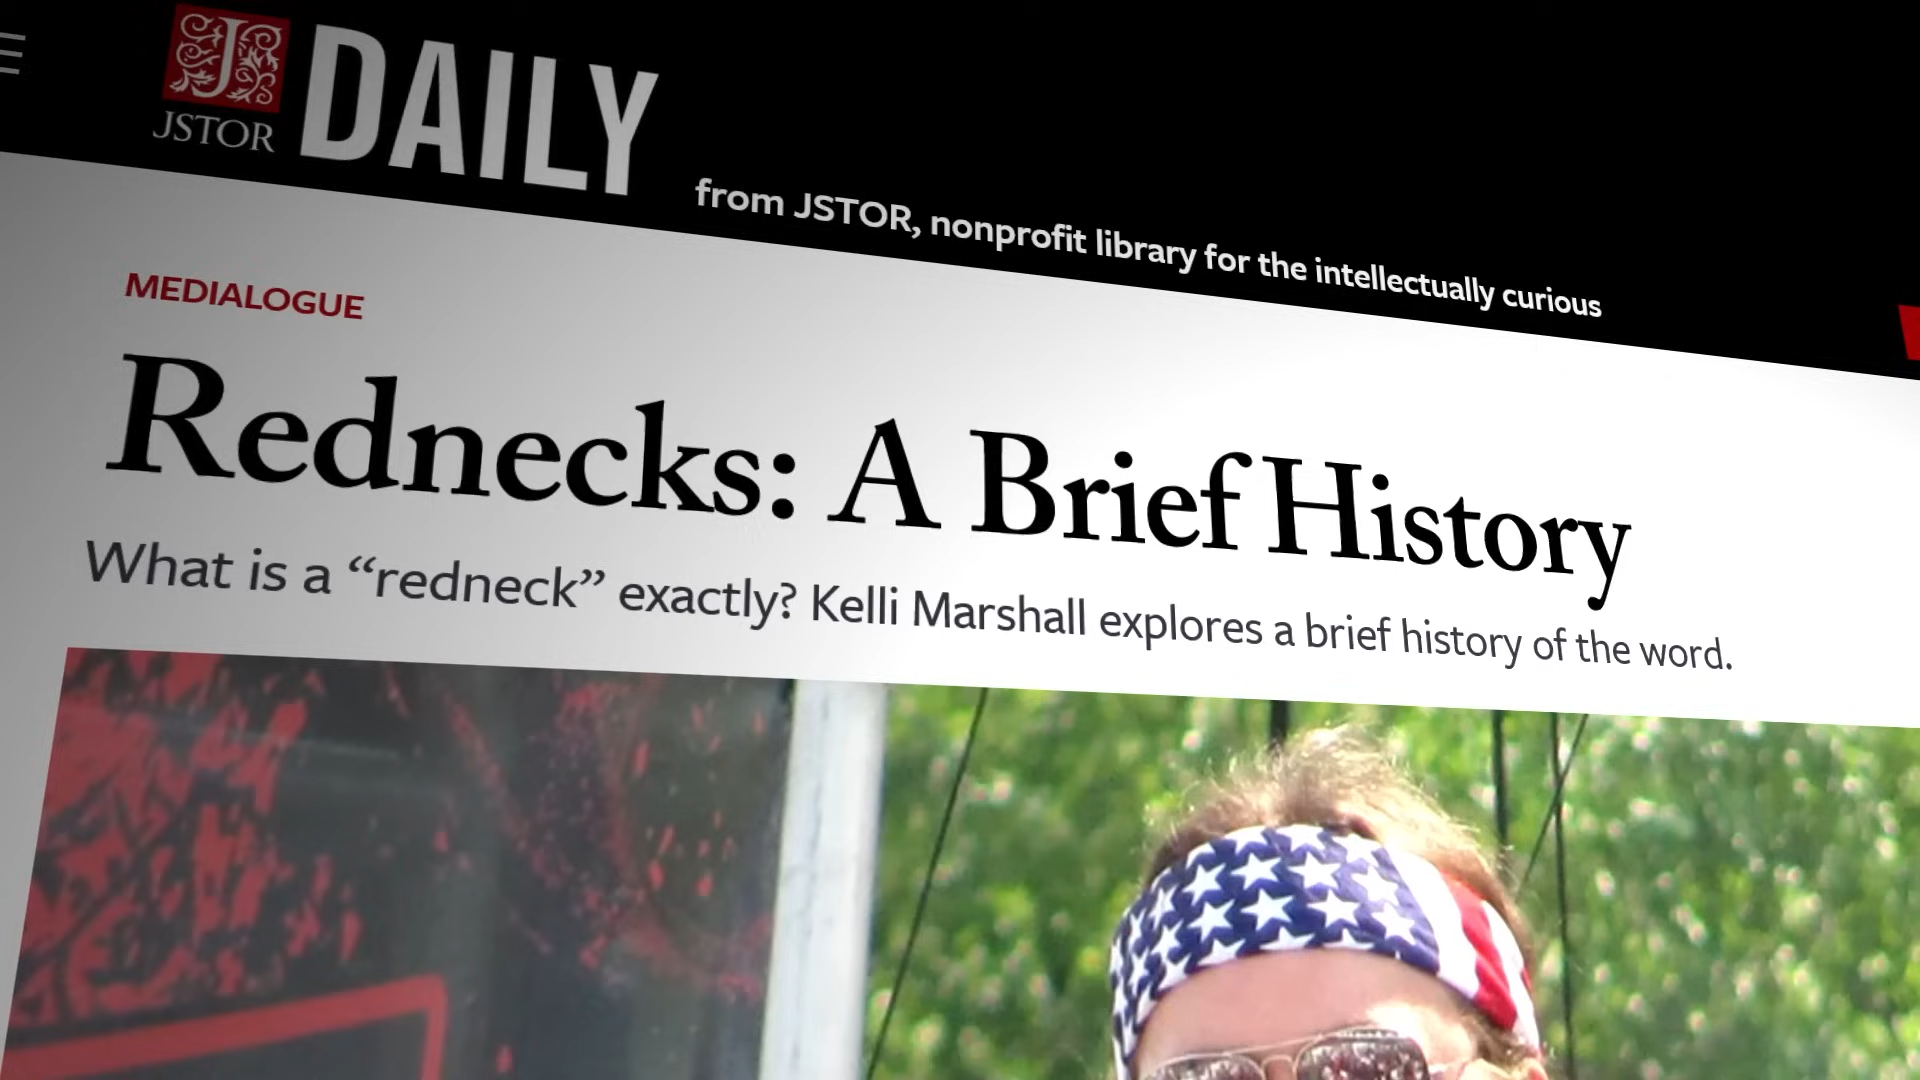 JSTOR
DAILY
from JSTOR, nonprofit library for the intellectually curious
MEDIALOGUE
Rednecks: A Brief History
What is a “redneck” exactly? Kelli Marshall explores a brief history of the word.